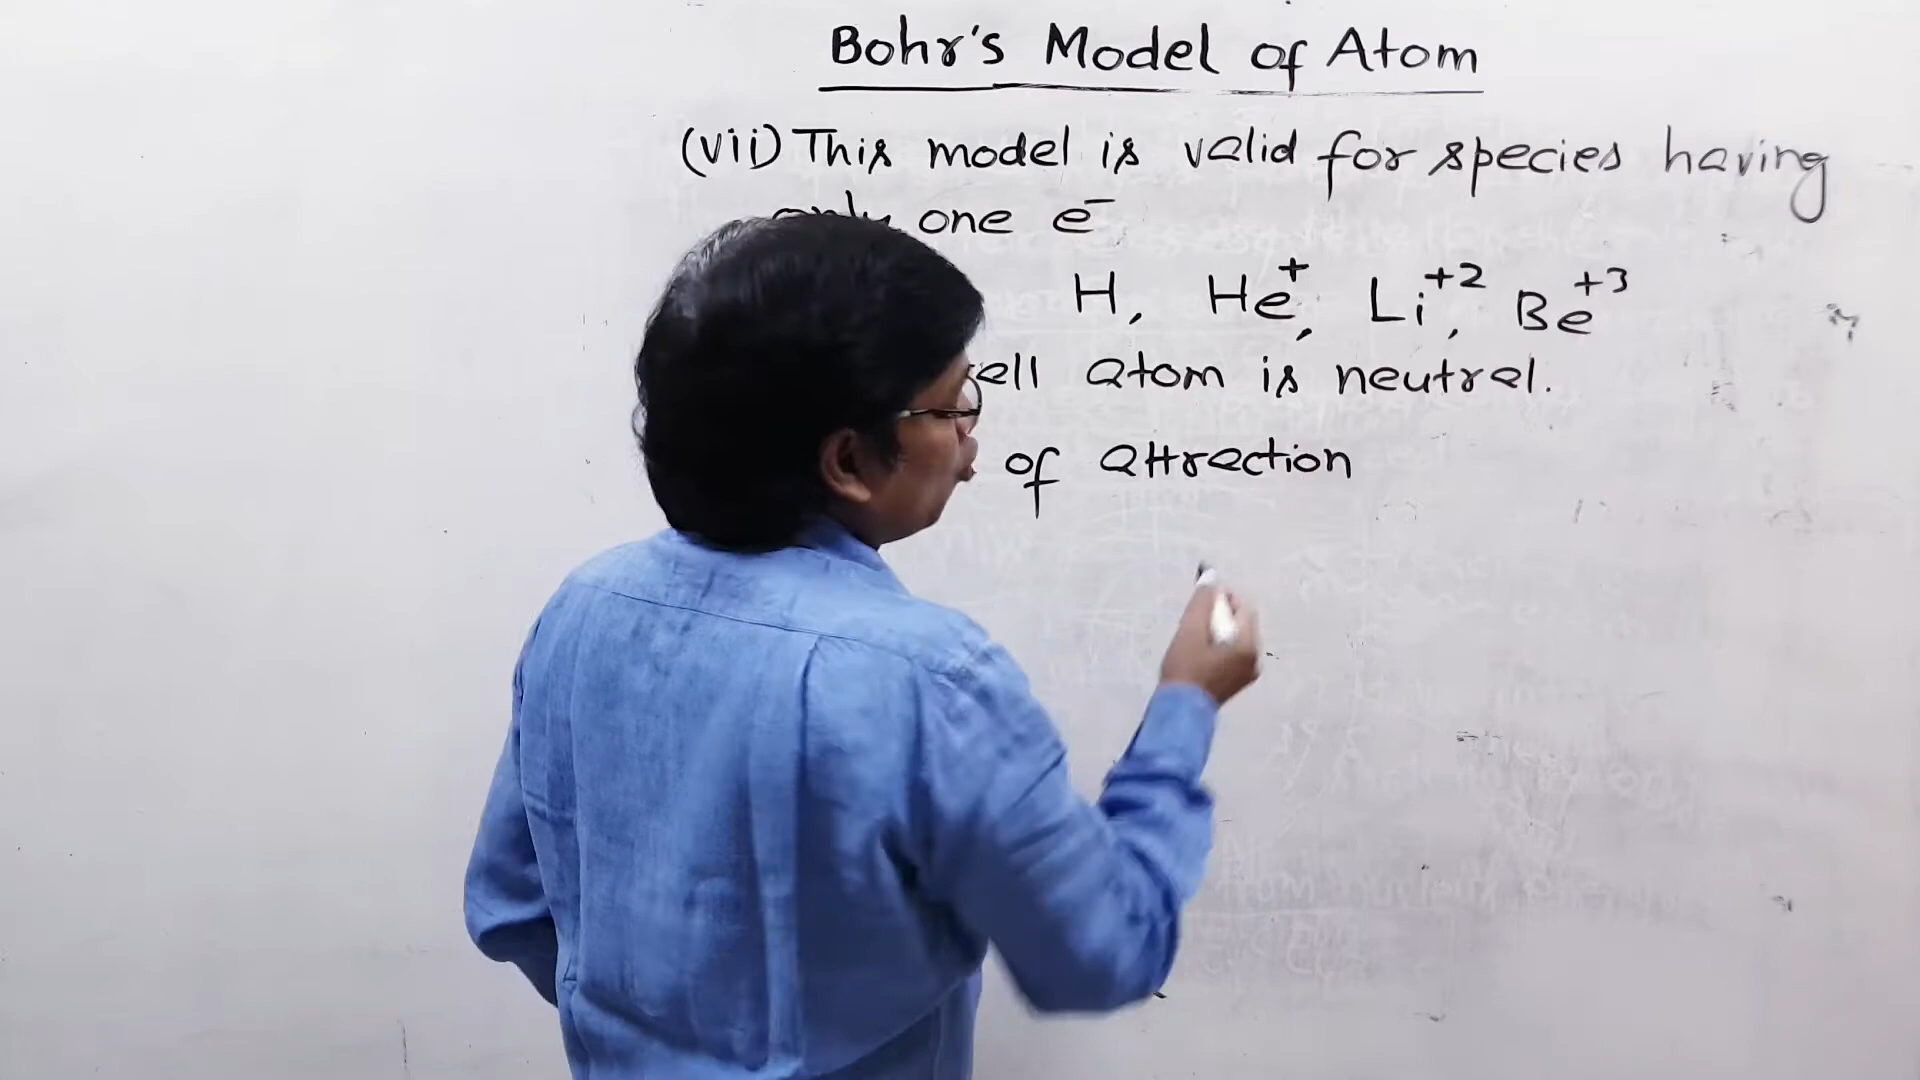 Bohr's Model of Atom
(vii) This model is valid for species having
only one e⁻
H, He⁺, Li⁺², Be⁺³
atom is neutral.
of attraction